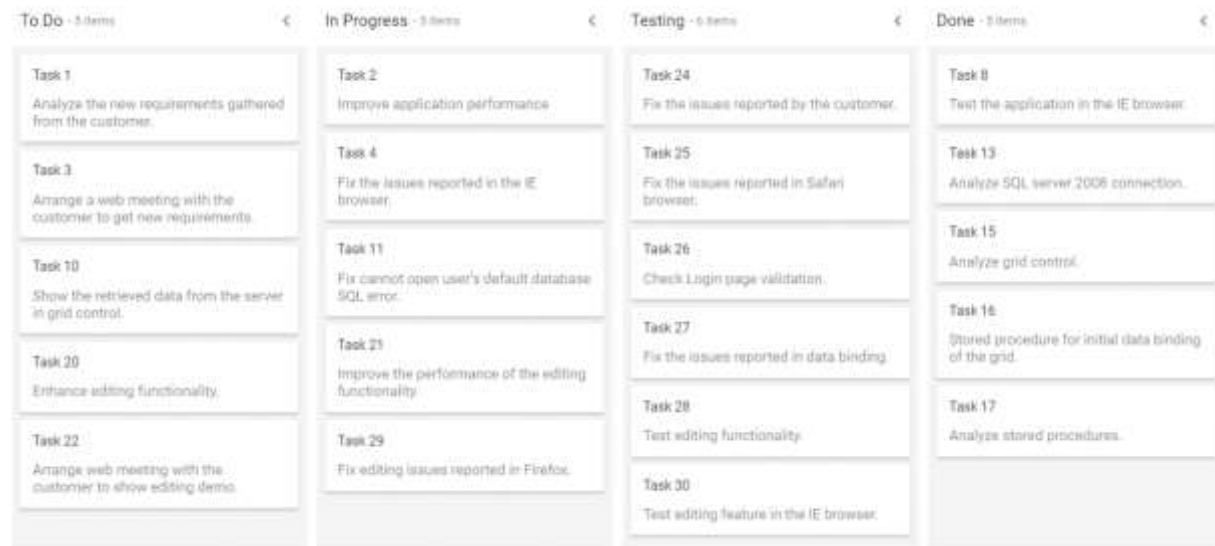 To Do - 5 items
Task 1
Analyze the new requirements gathered
from the customer.
Task 3
Arrange a web meeting with the
customer to get new requirements.
Task 10
Show the retrieved data from the server
in grid control.
Task 20
Enhance editing functionality.
Task 22
Arrange web meeting with the
customer to show editing demo.
In Progress - 5 items
Task 2
Improve application performance
Task 4
Fix the issues reported in the IE
browser.
Task 11
Fix cannot open user's default database
SQL error.
Task 21
Improve the performance of the editing
functionality
Task 29
Fix editing issues reported in Firefox.
Testing - 6 items
Task 24
Fix the issues reported by the customer.
Task 25
Fix the issues reported in Safari
browser.
Task 26
Check Login page validation.
Task 27
Fix the issues reported in data binding.
Task 28
Test editing functionality.
Task 30
Test editing feature in the IE browser.
Done - 5 items
Task 8
Test the application in the IE browser.
Task 13
Analyze SQL server 2008 connection.
Task 15
Analyze grid control.
Task 16
Stored procedure for initial data binding
of the grid.
Task 17
Analyze stored procedures.